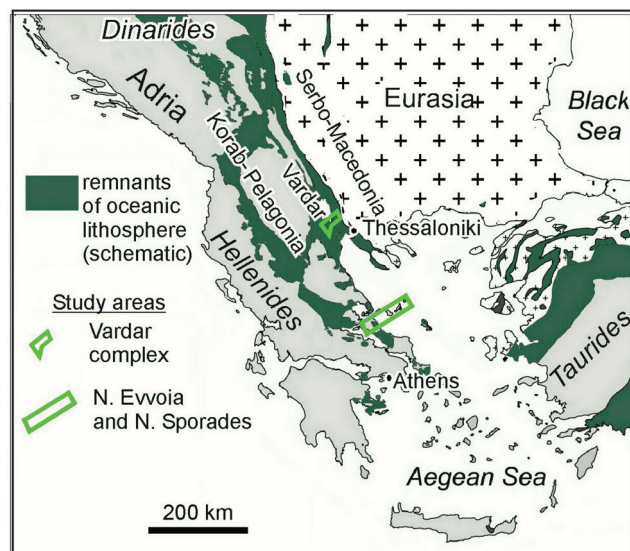 Dinarides
Adria
Eurasia
Black
Sea
Serbo-Macedonia
Korab-Pelagonia
Vardar
Thessaloniki
remnants
of oceanic
lithosphere
(schematic)
Hellenides
Study areas
Vardar
complex
N. Evvoia
and N. Sporades
Athens
Taurides
Aegean Sea
200 km